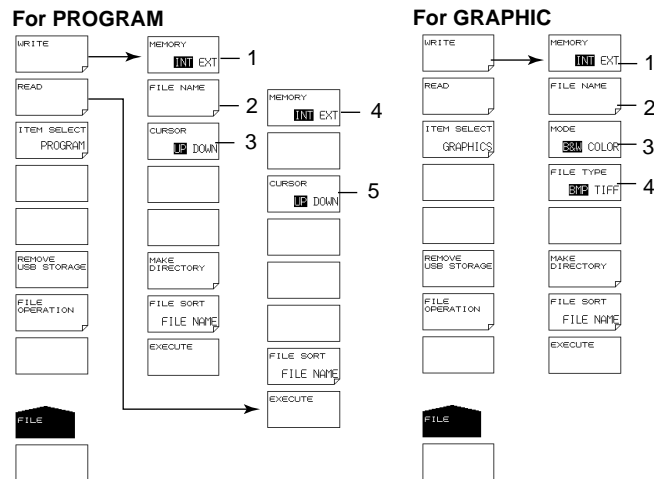 For PROGRAM
WRITE
READ
ITEM SELECT
PROGRAM
REMOVE
USB STORAGE
FILE
OPERATION
FILE
MEMORY
INT EXT
1
FILE NAME
2
CURSOR
UP DOWN
3
MAKE
DIRECTORY
FILE SORT
FILE NAME
EXECUTE
MEMORY
INT EXT
4
CURSOR
UP DOWN
5
FILE SORT
FILE NAME
EXECUTE
For GRAPHIC
WRITE
READ
ITEM SELECT
GRAPHICS
REMOVE
USB STORAGE
FILE
OPERATION
FILE
MEMORY
INT EXT
1
FILE NAME
2
MODE
B&W COLOR
3
FILE TYPE
BMP TIFF
4
MAKE
DIRECTORY
FILE SORT
FILE NAME
EXECUTE